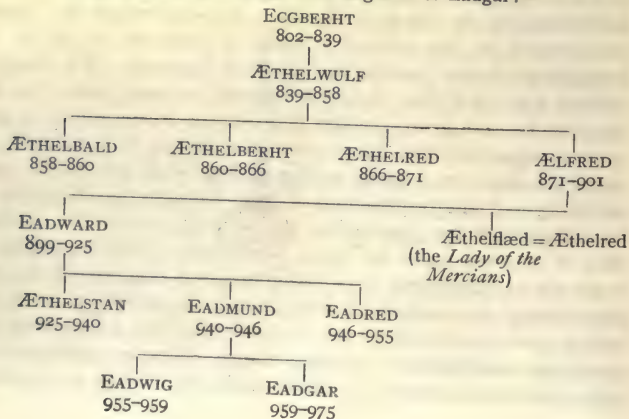 ECGBERHT
802–839
ÆTHELWULF
839–858
ÆTHELBALD ÆTHELBERHT ÆTHELRED ÆLFRED
858–860 860–866 866–871 871–901
EADWARD Æthelflæd = Æthelred
899–925 (the Lady of the
Mercians)
ÆTHELSTAN EADMUND EADRED
925–940 940–946 946–955
EADWIG EADGAR
955–959 959–975